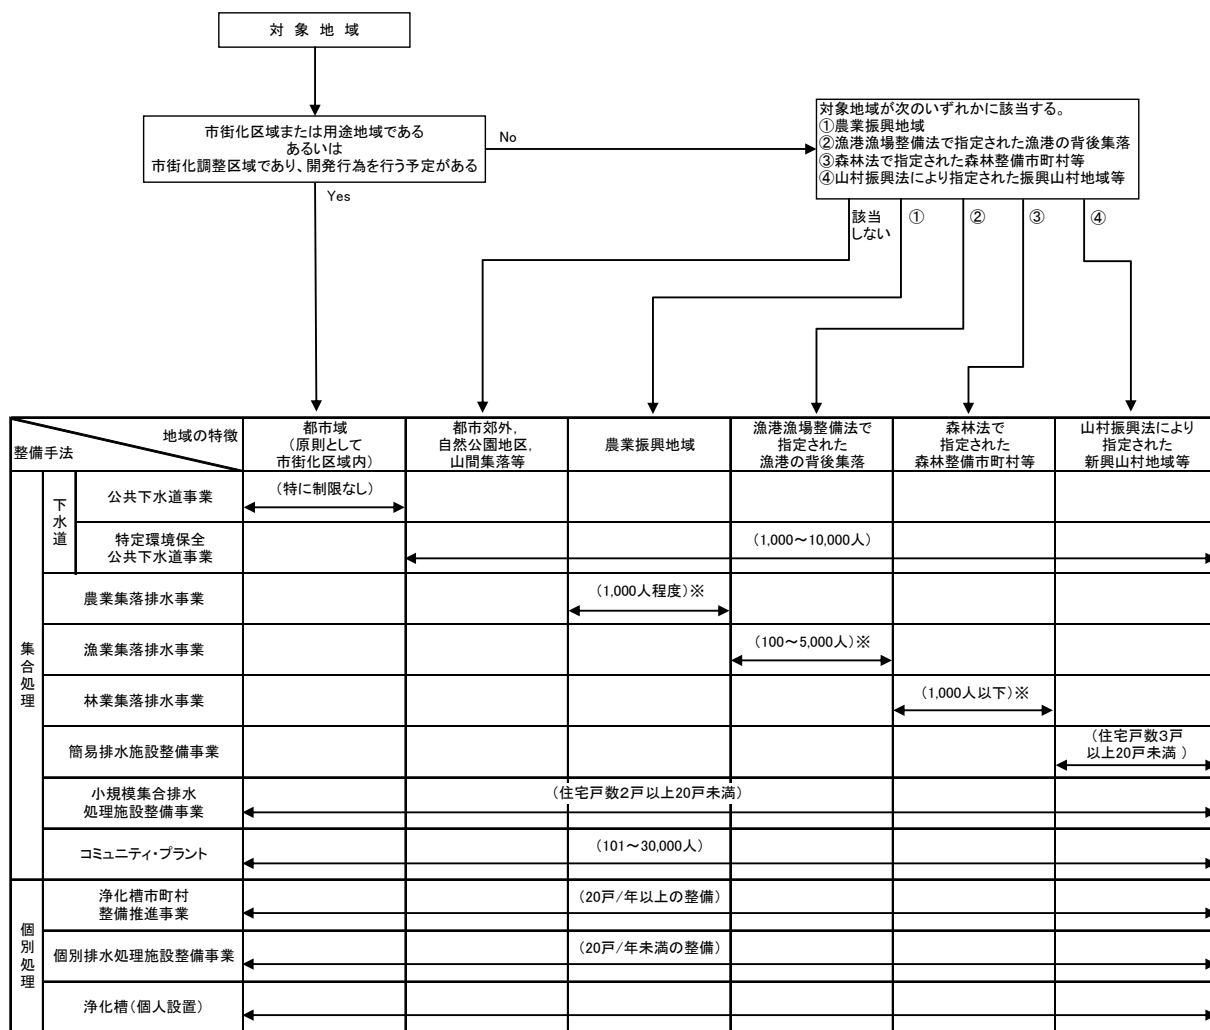 対 象 地 域
市街化区域または用途地域である
あるいは
市街化調整区域であり、開発行為を行う予定がある
No
Yes
対象地域が次のいずれかに該当する。
①農業振興地域
②漁港漁場整備法で指定された漁港の背後集落
③森林法で指定された森林整備市町村等
④山村振興法により指定された振興山村地域等
該当
しない
①
②
③
④
地域の特徴
整備手法
都市域
(原則として
市街化区域内)
都市郊外,
自然公園地区,
山間集落等
農業振興地域
漁港漁場整備法で
指定された
漁港の背後集落
森林法で
指定された
森林整備市町村等
山村振興法により
指定された
新興山村地域等
集合処理
下水道
公共下水道事業
(特に制限なし)
特定環境保全
公共下水道事業
(1,000～10,000人)
農業集落排水事業
(1,000人程度)※
漁業集落排水事業
(100～5,000人)※
林業集落排水事業
(1,000人以下)※
簡易排水施設整備事業
(住宅戸数3戸
以上20戸未満 )
小規模集合排水
処理施設整備事業
(住宅戸数2戸以上20戸未満)
コミュニティ・プラント
(101～30,000人)
個別処理
浄化槽市町村
整備推進事業
(20戸/年以上の整備)
個別排水処理施設整備事業
(20戸/年未満の整備)
浄化槽(個人設置)